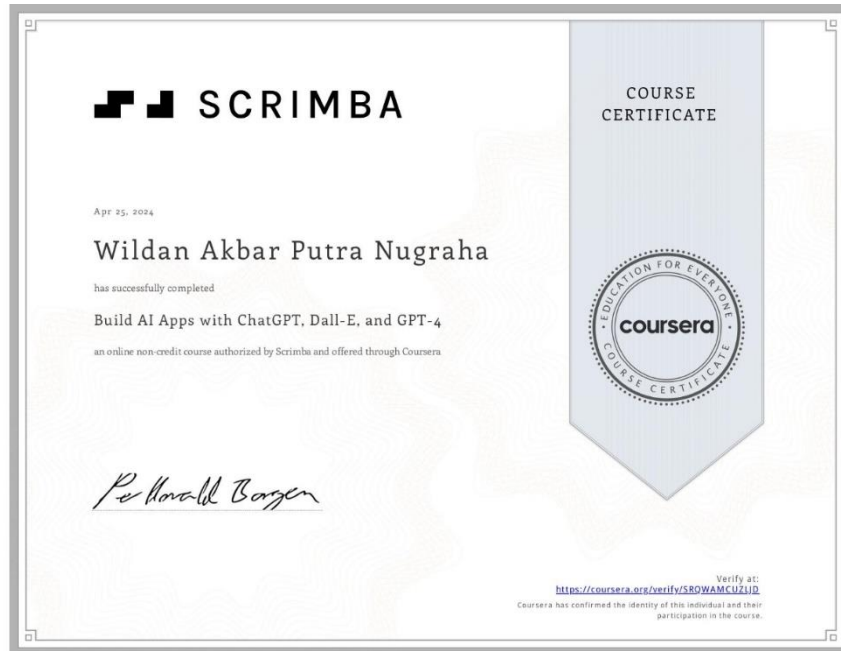 SCRIMBA
COURSE
CERTIFICATE
Apr 25, 2024
Wildan Akbar Putra Nugraha
has successfully completed
Build AI Apps with ChatGPT, Dall-E, and GPT-4
an online non-credit course authorized by Scrimba and offered through Coursera
EDUCATION FOR EVERYONE
coursera
COURSE CERTIFICATE
Per Harald Borgen
Verify at:
https://coursera.org/verify/SRQWAMCUZLJD
Coursera has confirmed the identity of this individual and their
participation in the course.